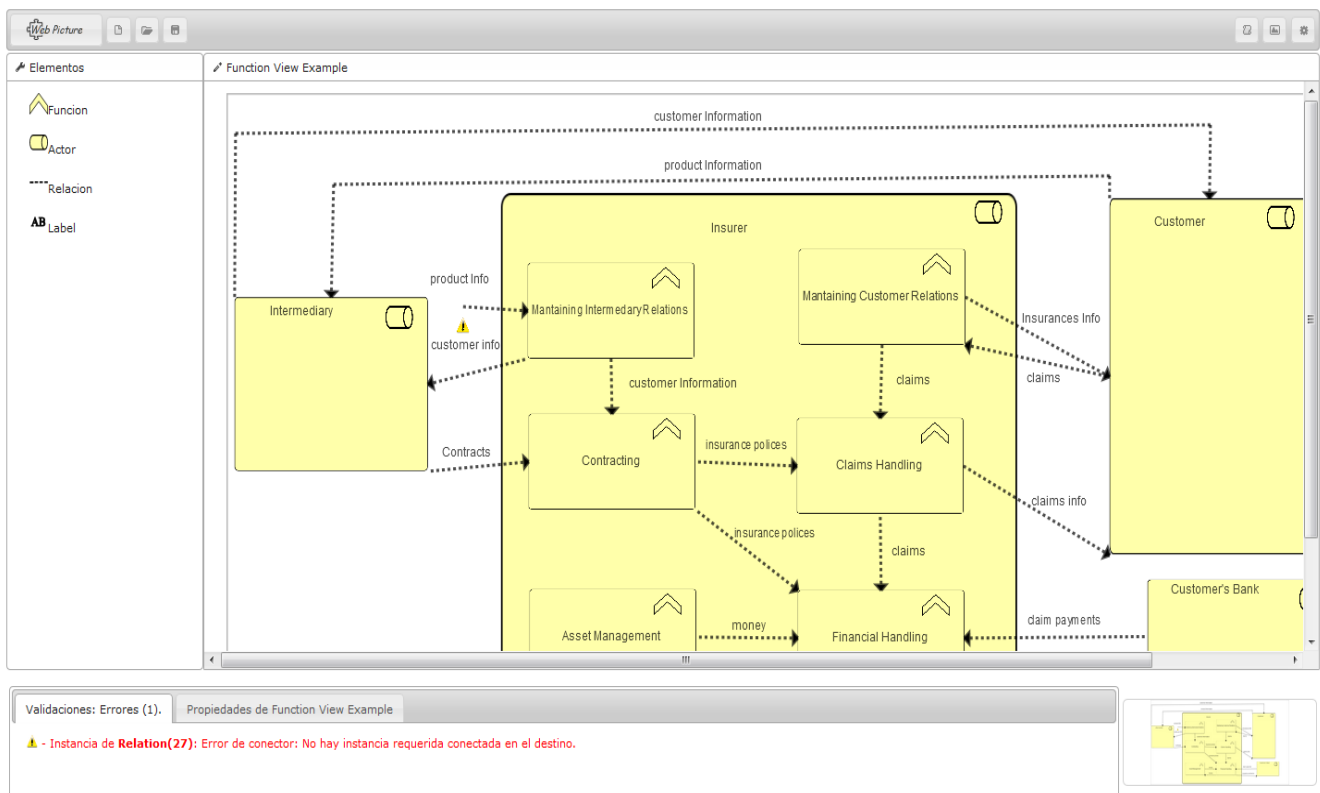 Web Picture
Elementos
Function View Example
Funcion
Actor
Relacion
AB Label
customer Information
product Information
Insurer
Customer
product Info
Mantaining Intermedary Relations
Mantaining Customer Relations
Intermediary
Insurances Info
customer info
customer Information
claims
claims
Contracts
insurance polices
Contracting
Claims Handling
claims info
insurance polices
claims
Customer's Bank
money
claim payments
Asset Management
Financial Handling
Validaciones: Errores (1).
Propiedades de Function View Example
- Instancia de Relation(27): Error de conector: No hay instancia requerida conectada en el destino.